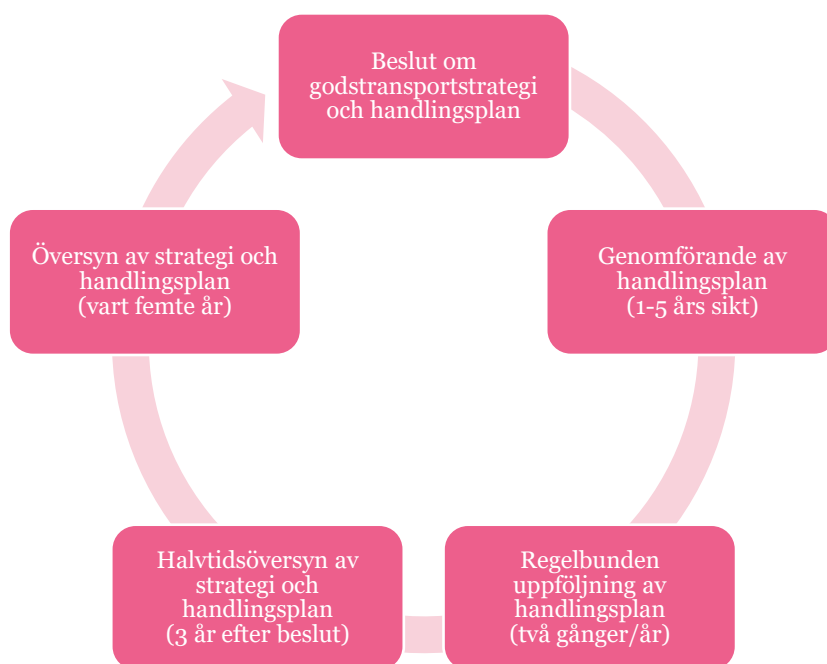 Beslut om
godstransportstrategi
och handlingsplan
Genomförande av
handlingsplan
(1-5 års sikt)
Regelbunden
uppföljning av
handlingsplan
(två gånger/år)
Halvtidsöversyn av
strategi och
handlingsplan
(3 år efter beslut)
Översyn av strategi och
handlingsplan
(vart femte år)